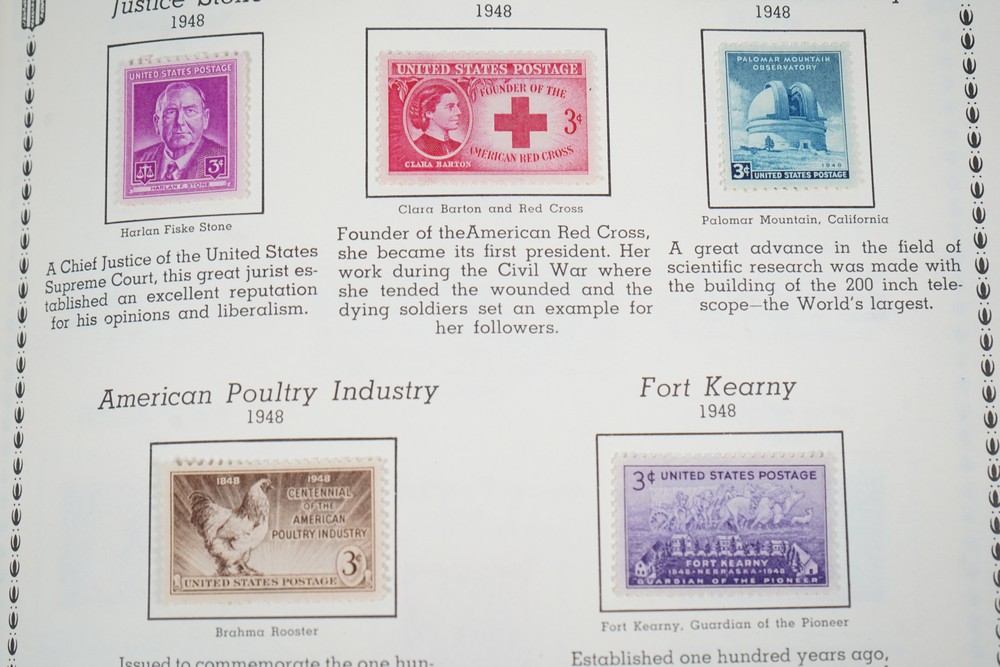 Justice Stone
1948
1948
1948
UNITED STATES POSTAGE
3¢
HARLAN F. STONE
UNITED STATES POSTAGE
FOUNDER OF THE
3¢
AMERICAN RED CROSS
CLARA BARTON
PALOMAR MOUNTAIN
OBSERVATORY
1948
3¢ UNITED STATES POSTAGE
Harlan Fiske Stone
Clara Barton and Red Cross
Palomar Mountain, California
A Chief Justice of the United States
Supreme Court, this great jurist es-
tablished an excellent reputation
for his opinions and liberalism.
Founder of theAmerican Red Cross,
she became its first president. Her
work during the Civil War where
she tended the wounded and the
dying soldiers set an example for
her followers.
A great advance in the field of
scientific research was made with
the building of the 200 inch tele-
scope—the World's largest.
American Poultry Industry
1948
Fort Kearny
1948
1848 1948
CENTENNIAL
OF THE
AMERICAN
POULTRY INDUSTRY
3¢
UNITED STATES POSTAGE
3¢ UNITED STATES POSTAGE
FORT KEARNY
1848·NEBRASKA·1948
GUARDIAN OF THE PIONEER
Brahma Rooster
Fort Kearny, Guardian of the Pioneer
Issued to commemorate the one hun-
Established one hundred years ago,